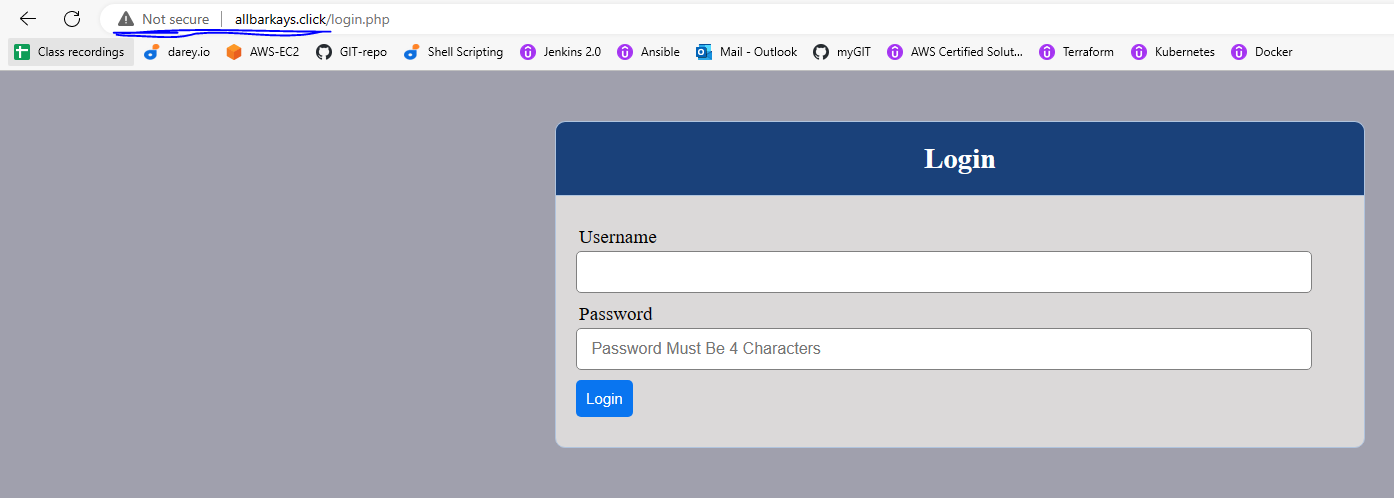 Not secure | allbarkays.click/login.php
Class recordings darey.io AWS-EC2 GIT-repo Shell Scripting Jenkins 2.0 Ansible Mail - Outlook myGIT AWS Certified Solut... Terraform Kubernetes Docker
Login
Username
Password
Password Must Be 4 Characters
Login